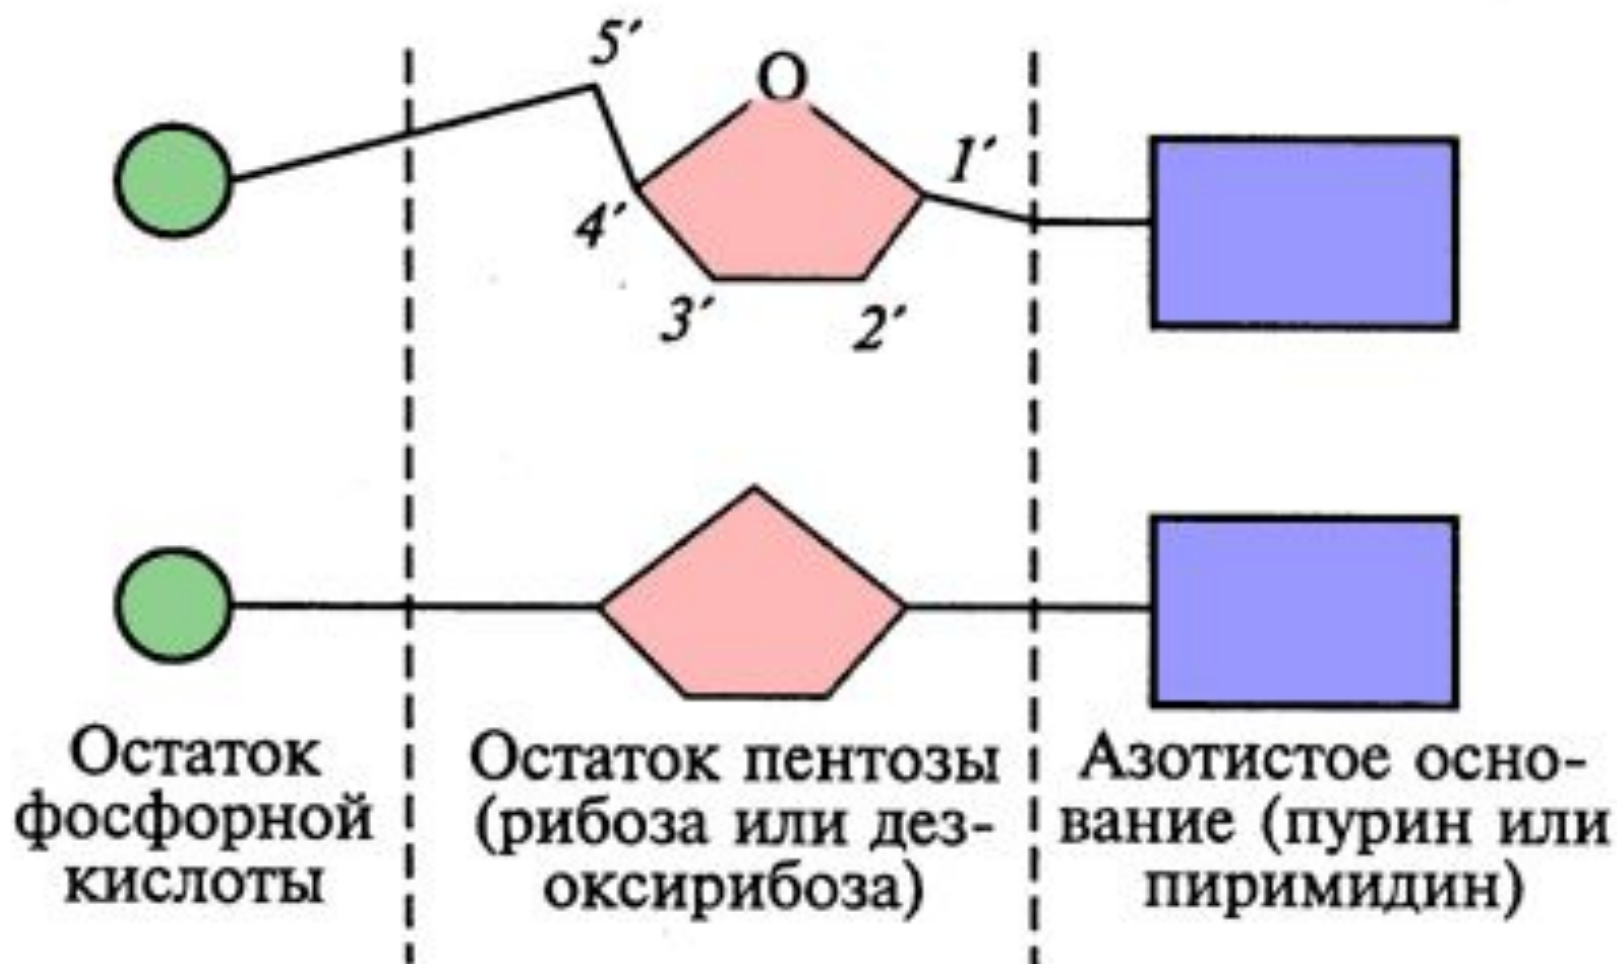 5′
O
1′
4′
3′
2′
Остаток
фосфорной
кислоты
Остаток пентозы
(рибоза или дез-
оксирибоза)
Азотистое осно-
вание (пурин или
пиримидин)